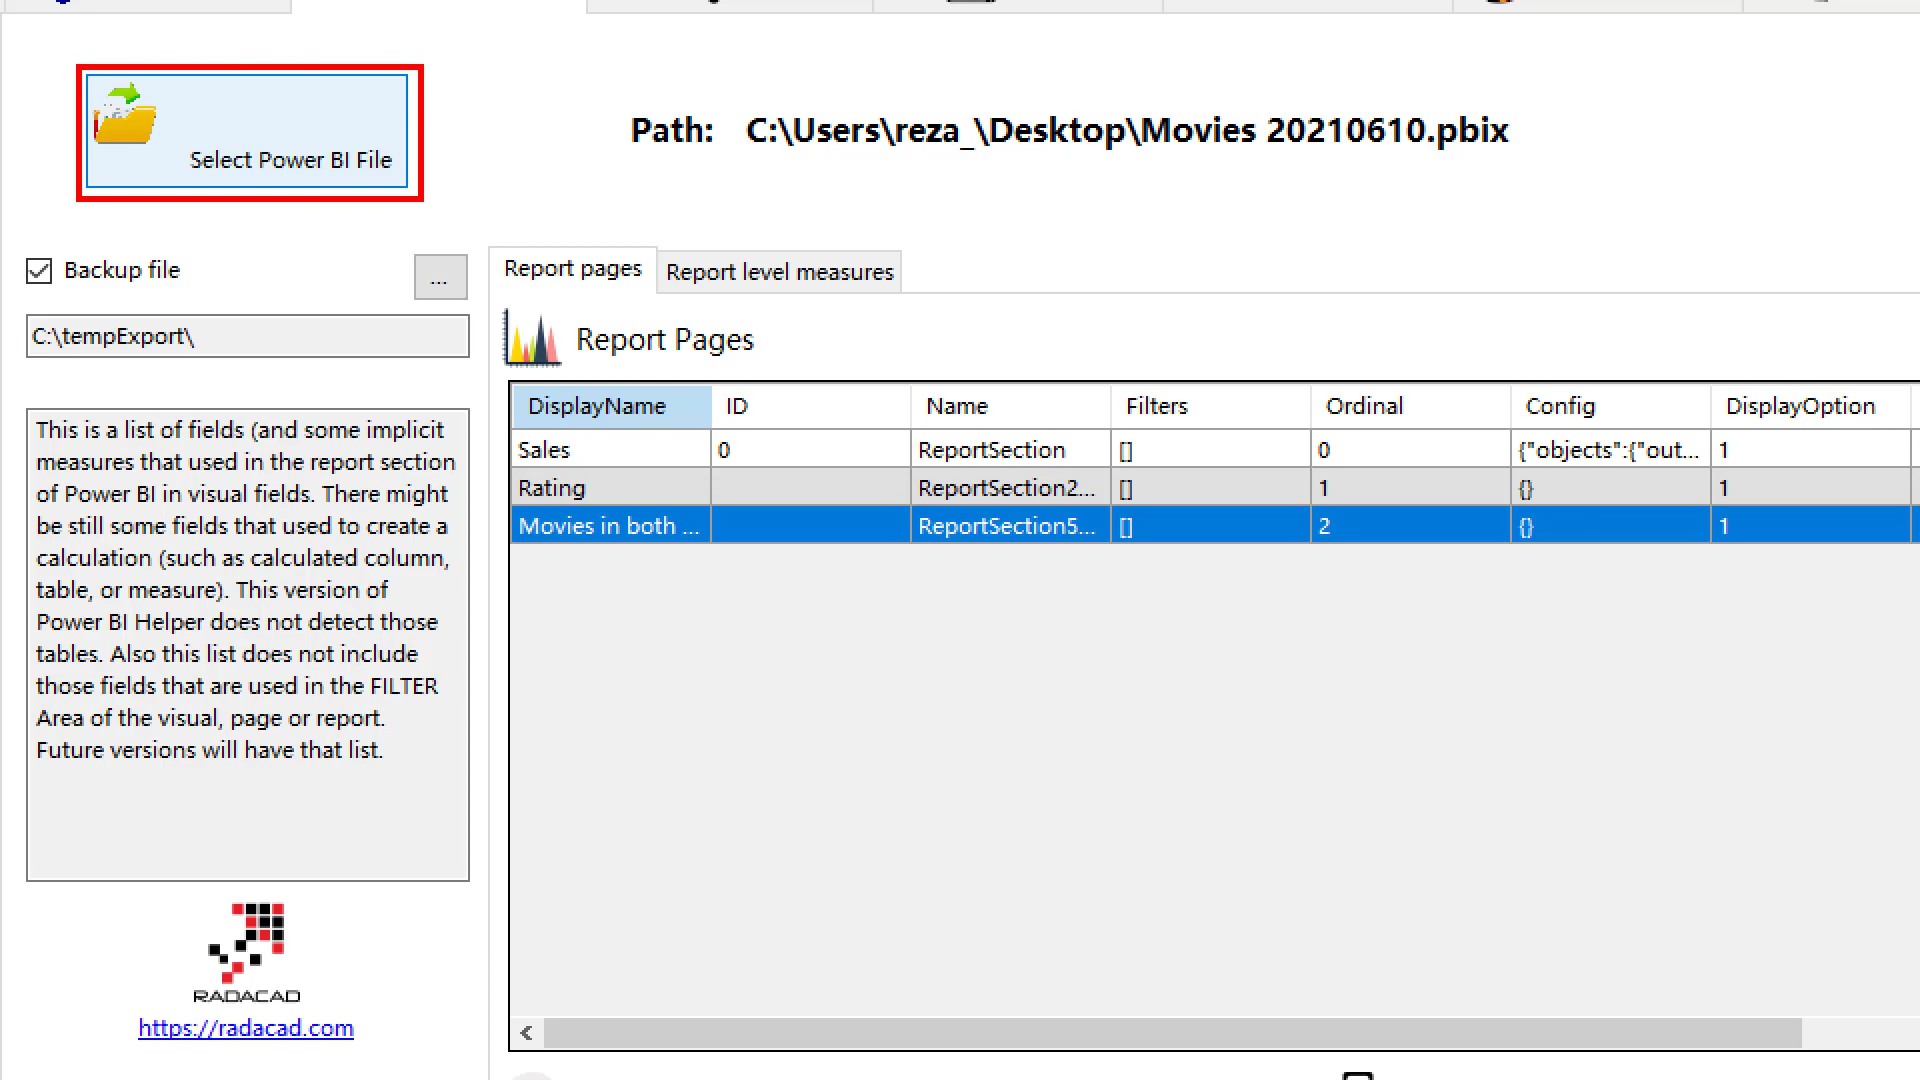 Select Power BI File
Path: C:\Users\reza_\Desktop\Movies 20210610.pbix
Backup file
...
C:\tempExport\
This is a list of fields (and some implicit
measures that used in the report section
of Power BI in visual fields. There might
be still some fields that used to create a
calculation (such as calculated column,
table, or measure). This version of
Power BI Helper does not detect those
tables. Also this list does not include
those fields that are used in the FILTER
Area of the visual, page or report.
Future versions will have that list.
RADACAD
https://radacad.com
Report pages Report level measures
Report Pages
DisplayName ID Name Filters Ordinal Config DisplayOption
Sales 0 ReportSection [] 0 {"objects":{"out... 1
Rating ReportSection2... [] 1 {} 1
Movies in both ... ReportSection5... [] 2 {} 1